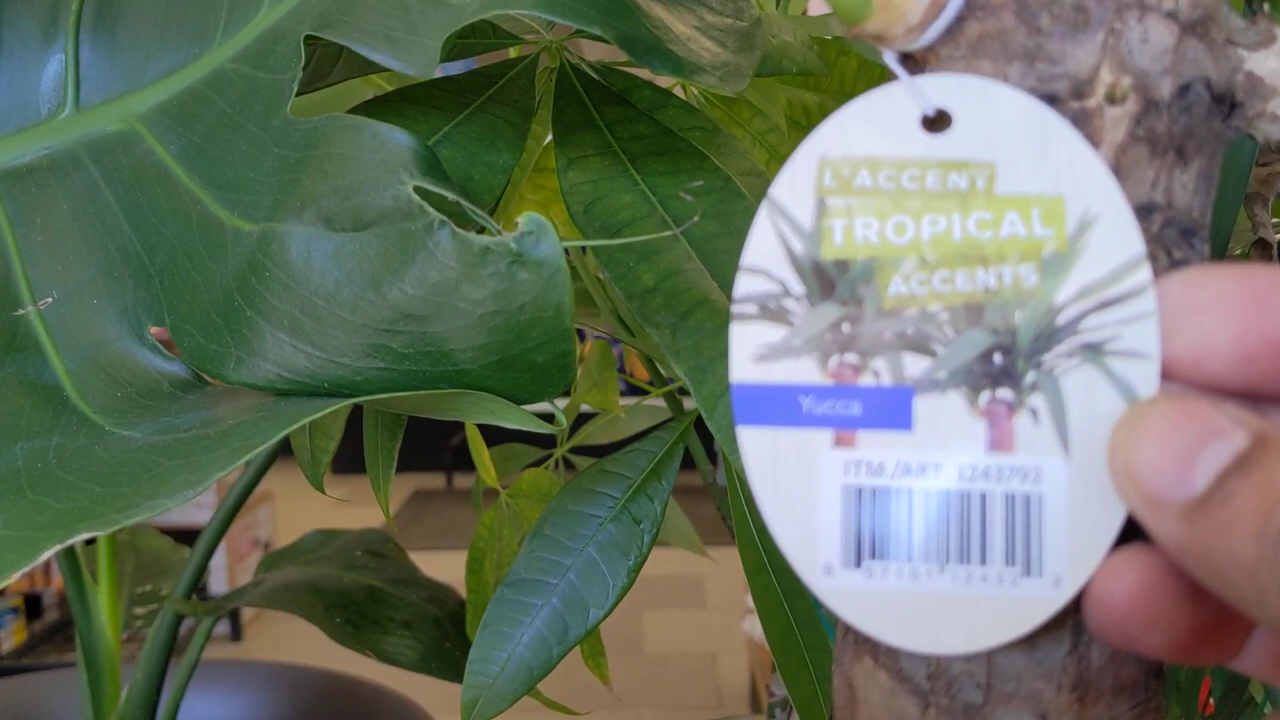 L'ACCENT
TROPICAL
ACCENTS
Yucca
ITM./ART. 1243792